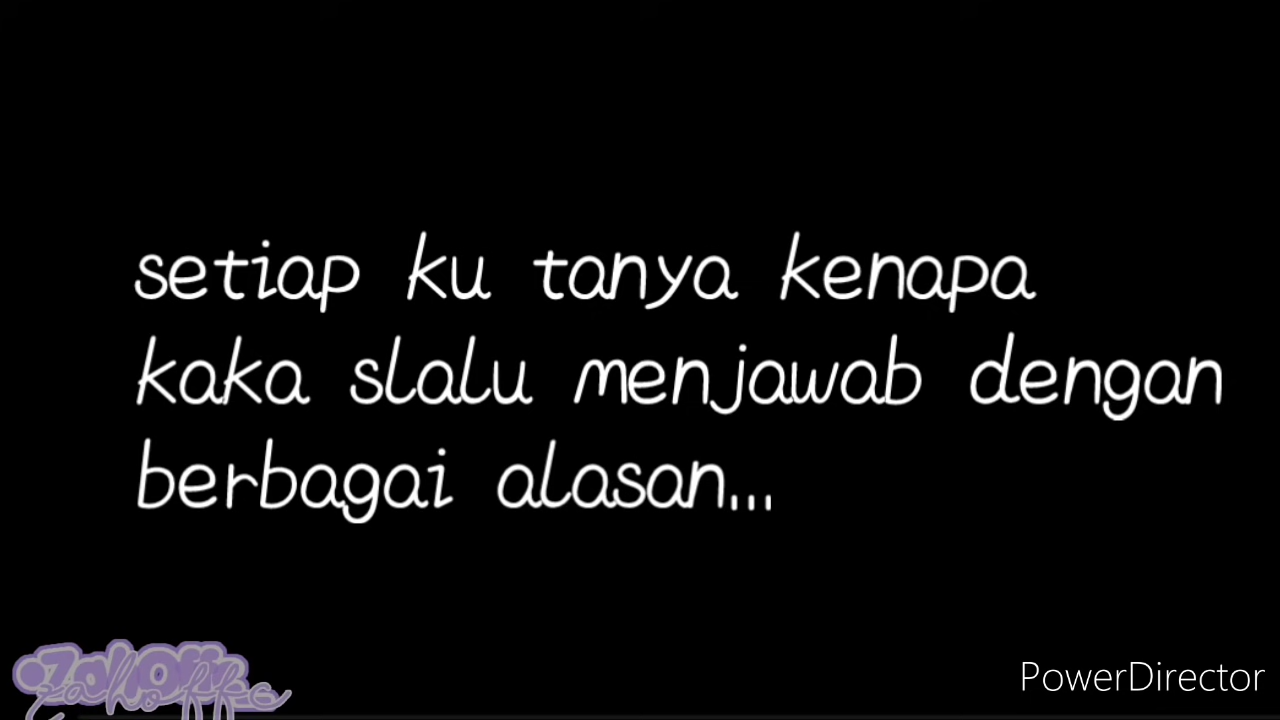 setiap ku tanya kenapa
kaka slalu menjawab dengan
berbagai alasan...
PowerDirector